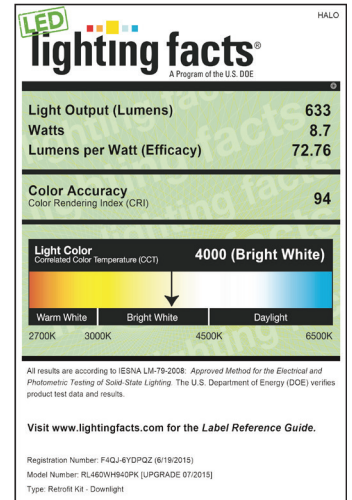 HALO
LED
lighting facts®
A Program of the U.S. DOE
Light Output (Lumens) 633
Watts 8.7
Lumens per Watt (Efficacy) 72.76
Color Accuracy
Color Rendering Index (CRI) 94
Light Color
Correlated Color Temperature (CCT) 4000 (Bright White)
Warm White Bright White Daylight
2700K 3000K 4500K 6500K
All results are according to IESNA LM-79-2008: Approved Method for the Electrical and
Photometric Testing of Solid-State Lighting. The U.S. Department of Energy (DOE) verifies
product test data and results.
Visit www.lightingfacts.com for the Label Reference Guide.
Registration Number: F4QJ-6YDPQZ (6/19/2015)
Model Number: RL460WH940PK [UPGRADE 07/2015]
Type: Retrofit Kit - Downlight